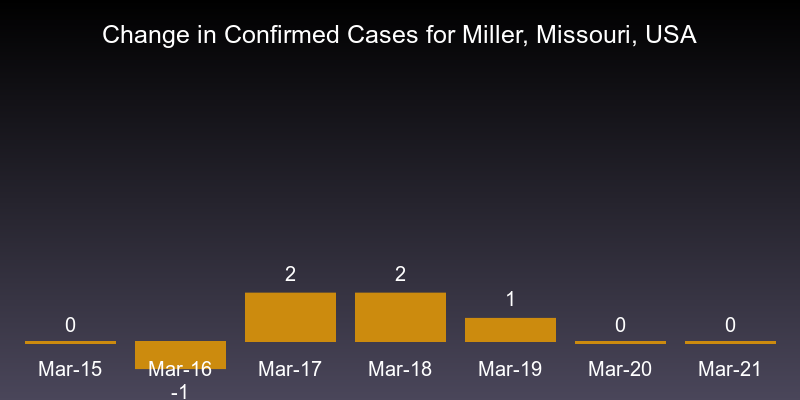 Change in Confirmed Cases for Miller, Missouri, USA
2 2
1
0 0 0
Mar-15 Mar-16 Mar-17 Mar-18 Mar-19 Mar-20 Mar-21
-1